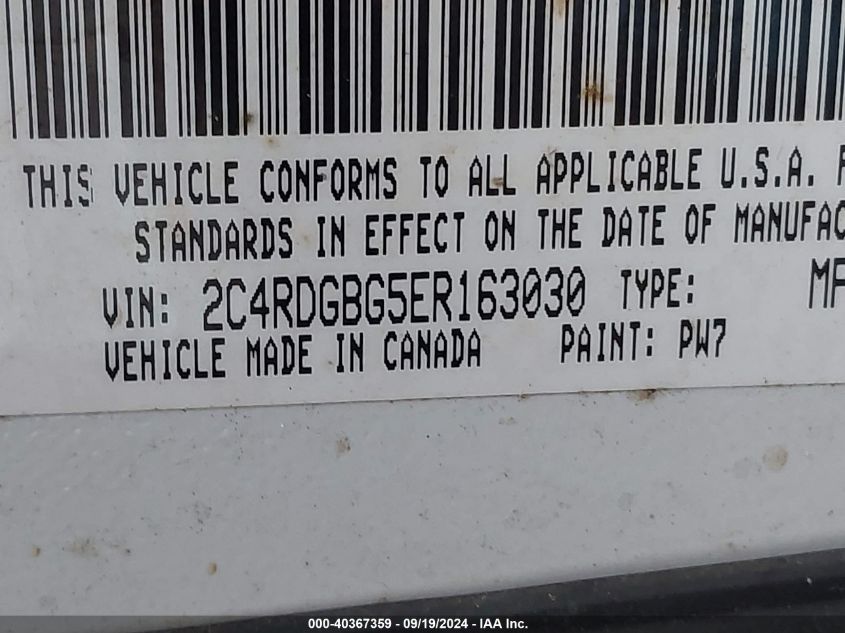 THIS VEHICLE CONFORMS TO ALL APPLICABLE U.S.A.
STANDARDS IN EFFECT ON THE DATE OF
VIN: 2C4RDGBG5ER163030 TYPE:
VEHICLE MADE IN CANADA PAINT: PW7
000-40367359 - 09/19/2024 - IAA Inc.